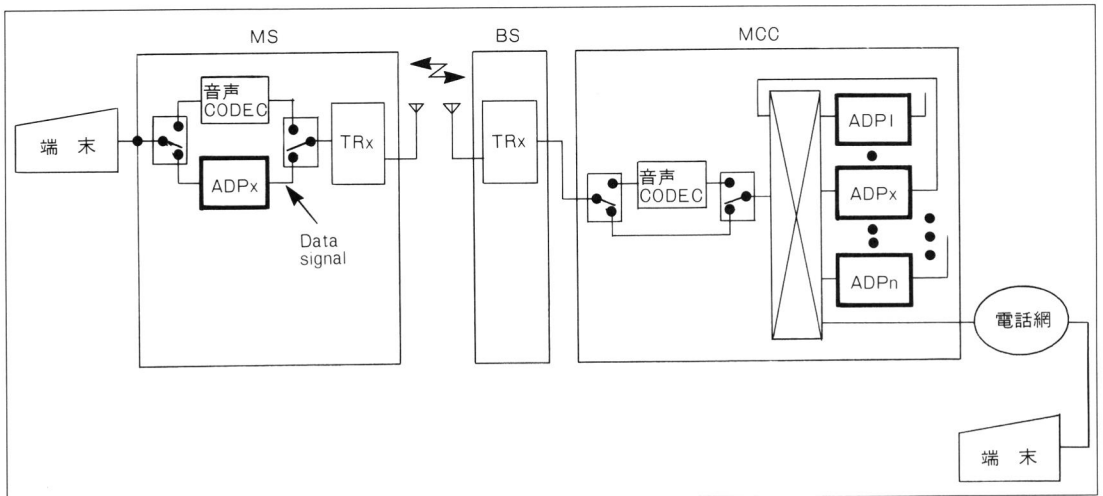 MS
BS
MCC
端末
音声
CODEC
ADPx
TRx
Data
signal
TRx
音声
CODEC
ADP1
ADPx
ADPn
電話網
端末